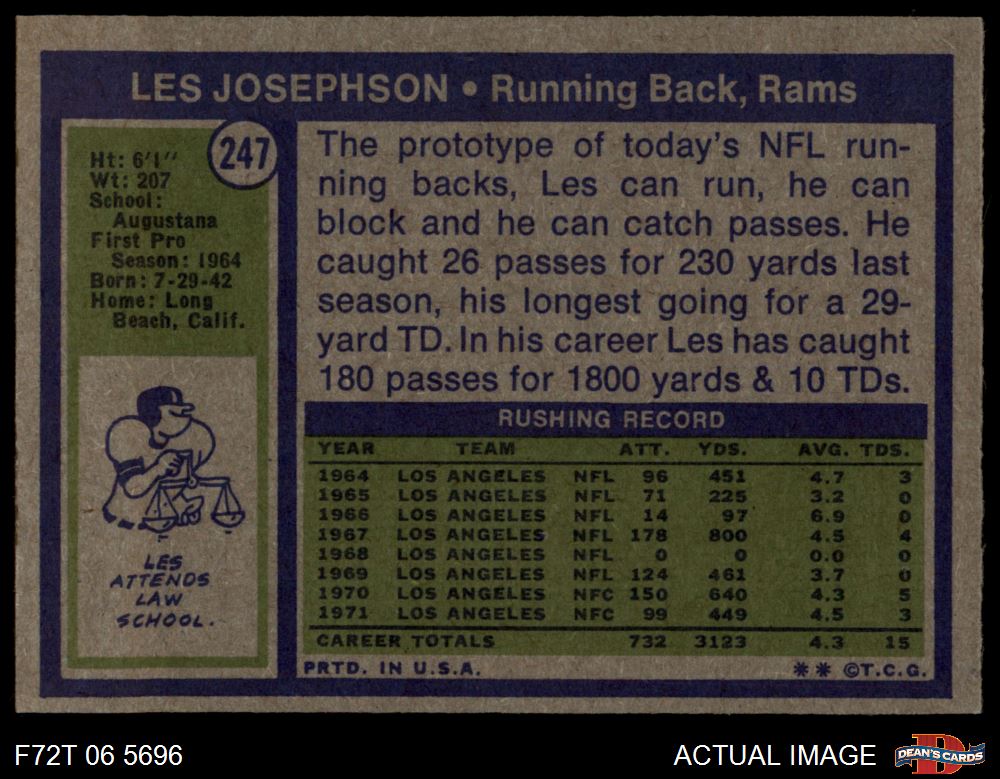 LES JOSEPHSON • Running Back, Rams
247
Ht: 6'1"
Wt: 207
School:
Augustana
First Pro
Season: 1964
Born: 7-29-42
Home: Long
Beach, Calif.
LES
ATTENDS
LAW
SCHOOL.
The prototype of today's NFL run-
ning backs, Les can run, he can
block and he can catch passes. He
caught 26 passes for 230 yards last
season, his longest going for a 29-
yard TD. In his career Les has caught
180 passes for 1800 yards & 10 TDs.
RUSHING RECORD
YEAR TEAM ATT. YDS. AVG. TDS.
1964 LOS ANGELES NFL 96 451 4.7 3
1965 LOS ANGELES NFL 71 225 3.2 0
1966 LOS ANGELES NFL 14 97 6.9 0
1967 LOS ANGELES NFL 178 800 4.5 4
1968 LOS ANGELES NFL 0 0 0.0 0
1969 LOS ANGELES NFL 124 461 3.7 0
1970 LOS ANGELES NFC 150 640 4.3 5
1971 LOS ANGELES NFC 99 449 4.5 3
CAREER TOTALS 732 3123 4.3 15
PRTD. IN U.S.A. ** ©T.C.G.
F72T 06 5696 ACTUAL IMAGE DEAN'S CARDS